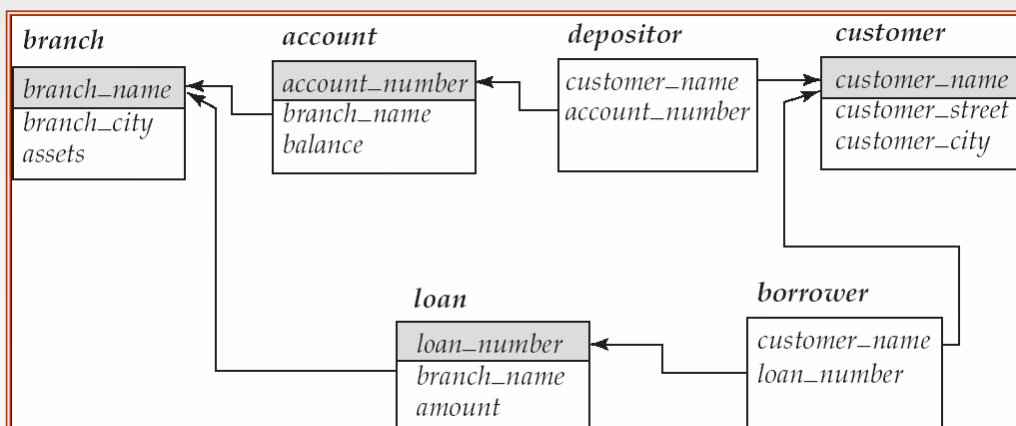 branch
branch_name
branch_city
assets
account
account_number
branch_name
balance
depositor
customer_name
account_number
customer
customer_name
customer_street
customer_city
loan
loan_number
branch_name
amount
borrower
customer_name
loan_number